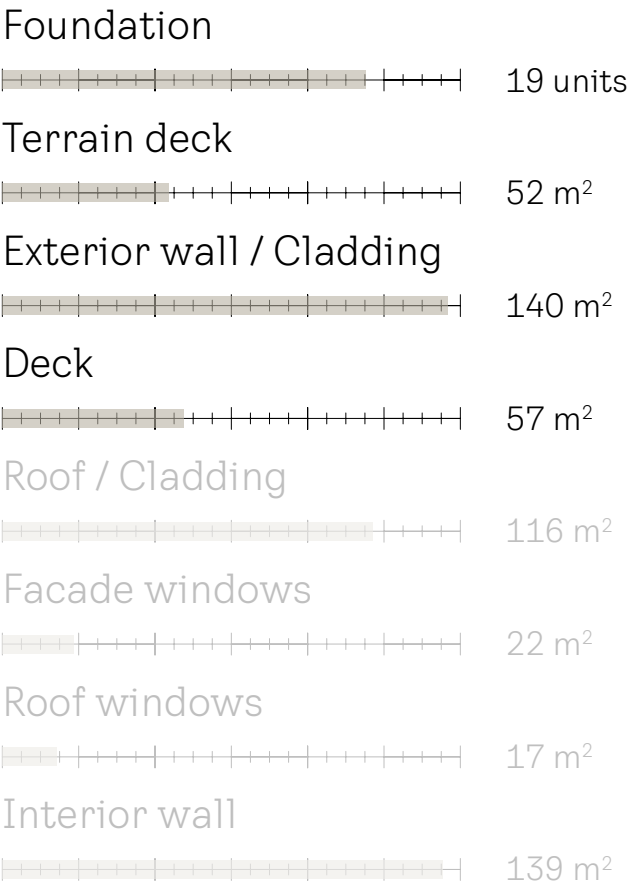 Foundation
19 units
Terrain deck
52 m²
Exterior wall / Cladding
140 m²
Deck
57 m²
Roof / Cladding
116 m²
Facade windows
22 m²
Roof windows
17 m²
Interior wall
139 m²